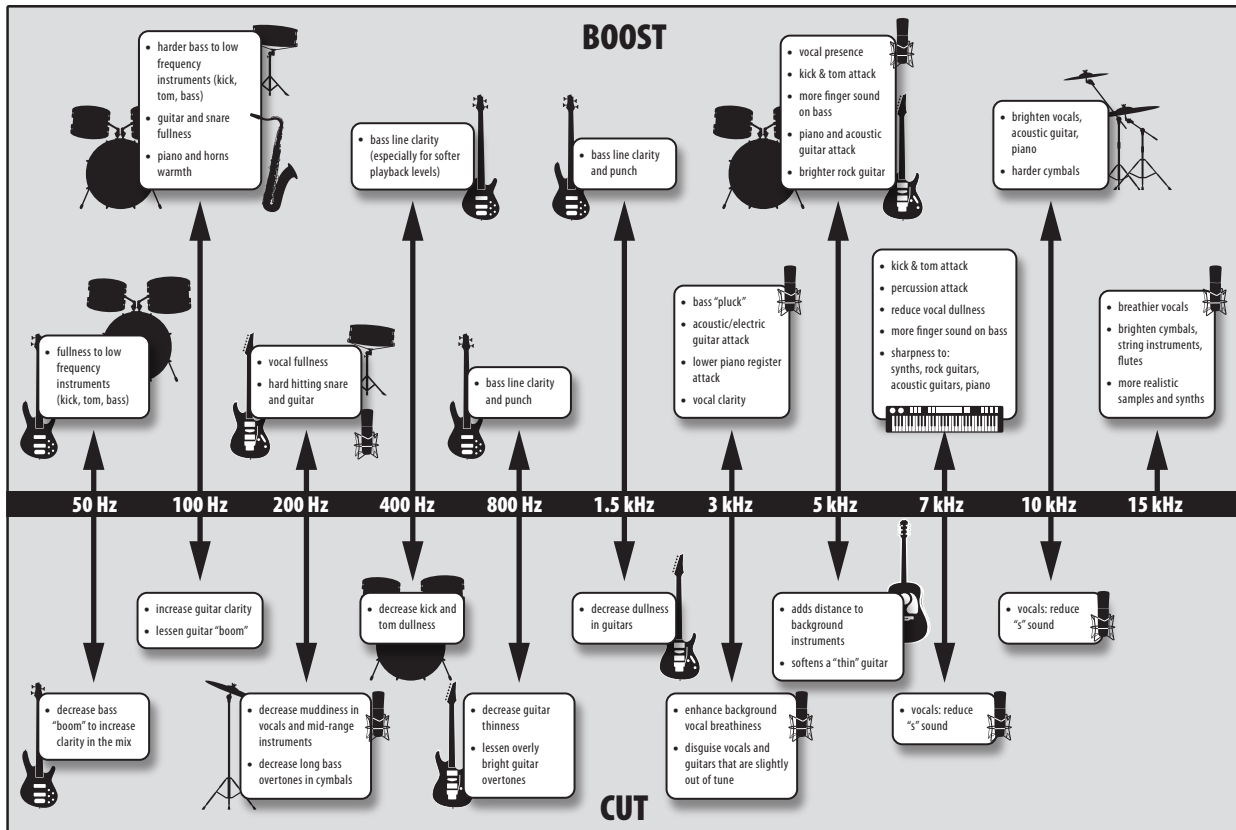 BOOST
• harder bass to low
frequency
instruments (kick,
tom, bass)
• guitar and snare
fullness
• piano and horns
warmth
• bass line clarity
(especially for softer
playback levels)
• bass line clarity
and punch
• vocal presence
• kick & tom attack
• more finger sound
on bass
• piano and acoustic
guitar attack
• brighter rock guitar
• brighten vocals,
acoustic guitar,
piano
• harder cymbals
• fullness to low
frequency
instruments
(kick, tom, bass)
• vocal fullness
• hard hitting snare
and guitar
• bass line clarity
and punch
• bass “pluck”
• acoustic/electric
guitar attack
• lower piano register
attack
• vocal clarity
• kick & tom attack
• percussion attack
• reduce vocal dullness
• more finger sound on bass
• sharpness to:
synths, rock guitars,
acoustic guitars, piano
• breathier vocals
• brighten cymbals,
string instruments,
flutes
• more realistic
samples and synths
50 Hz 100 Hz 200 Hz 400 Hz 800 Hz 1.5 kHz 3 kHz 5 kHz 7 kHz 10 kHz 15 kHz
• increase guitar clarity
• lessen guitar “boom”
• decrease kick and
tom dullness
• decrease dullness
in guitars
• adds distance to
background
instruments
• softens a “thin” guitar
• vocals: reduce
“s” sound
• decrease bass
“boom” to increase
clarity in the mix
• decrease muddiness in
vocals and mid-range
instruments
• decrease long bass
overtones in cymbals
• decrease guitar
thinness
• lessen overly
bright guitar
overtones
• enhance background
vocal breathiness
• disguise vocals and
guitars that are slightly
out of tune
• vocals: reduce
“s” sound
CUT